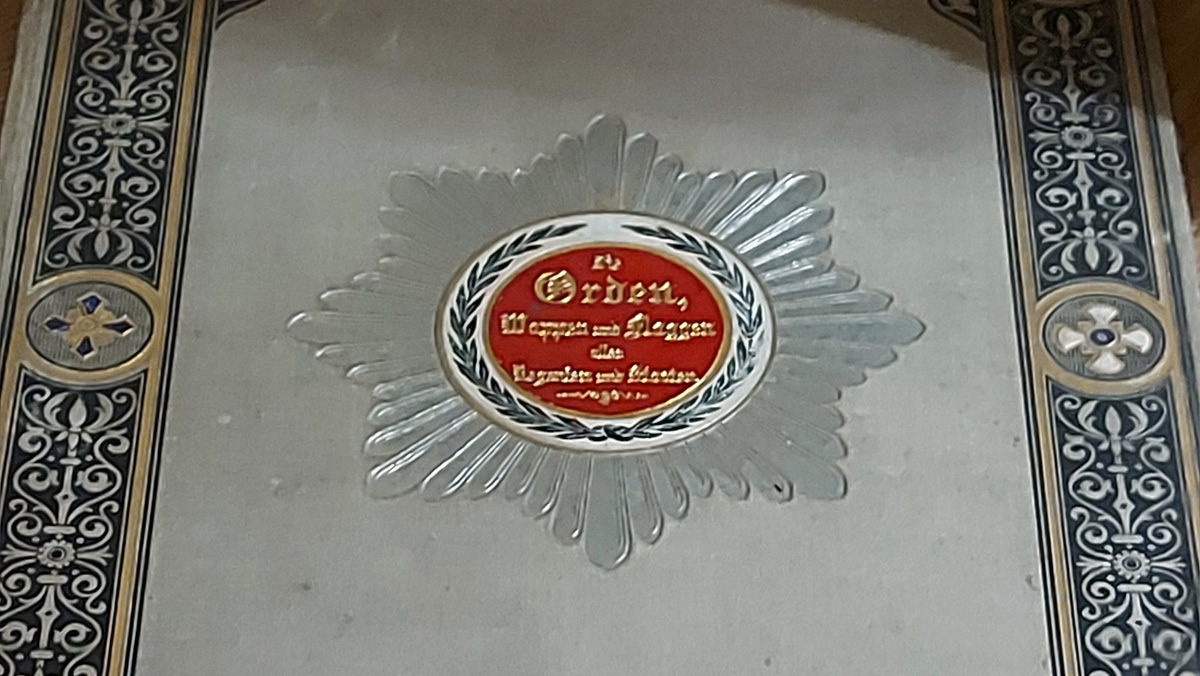 Die
Orden,
Wappen und Flaggen
aller
Regenten und Staaten.